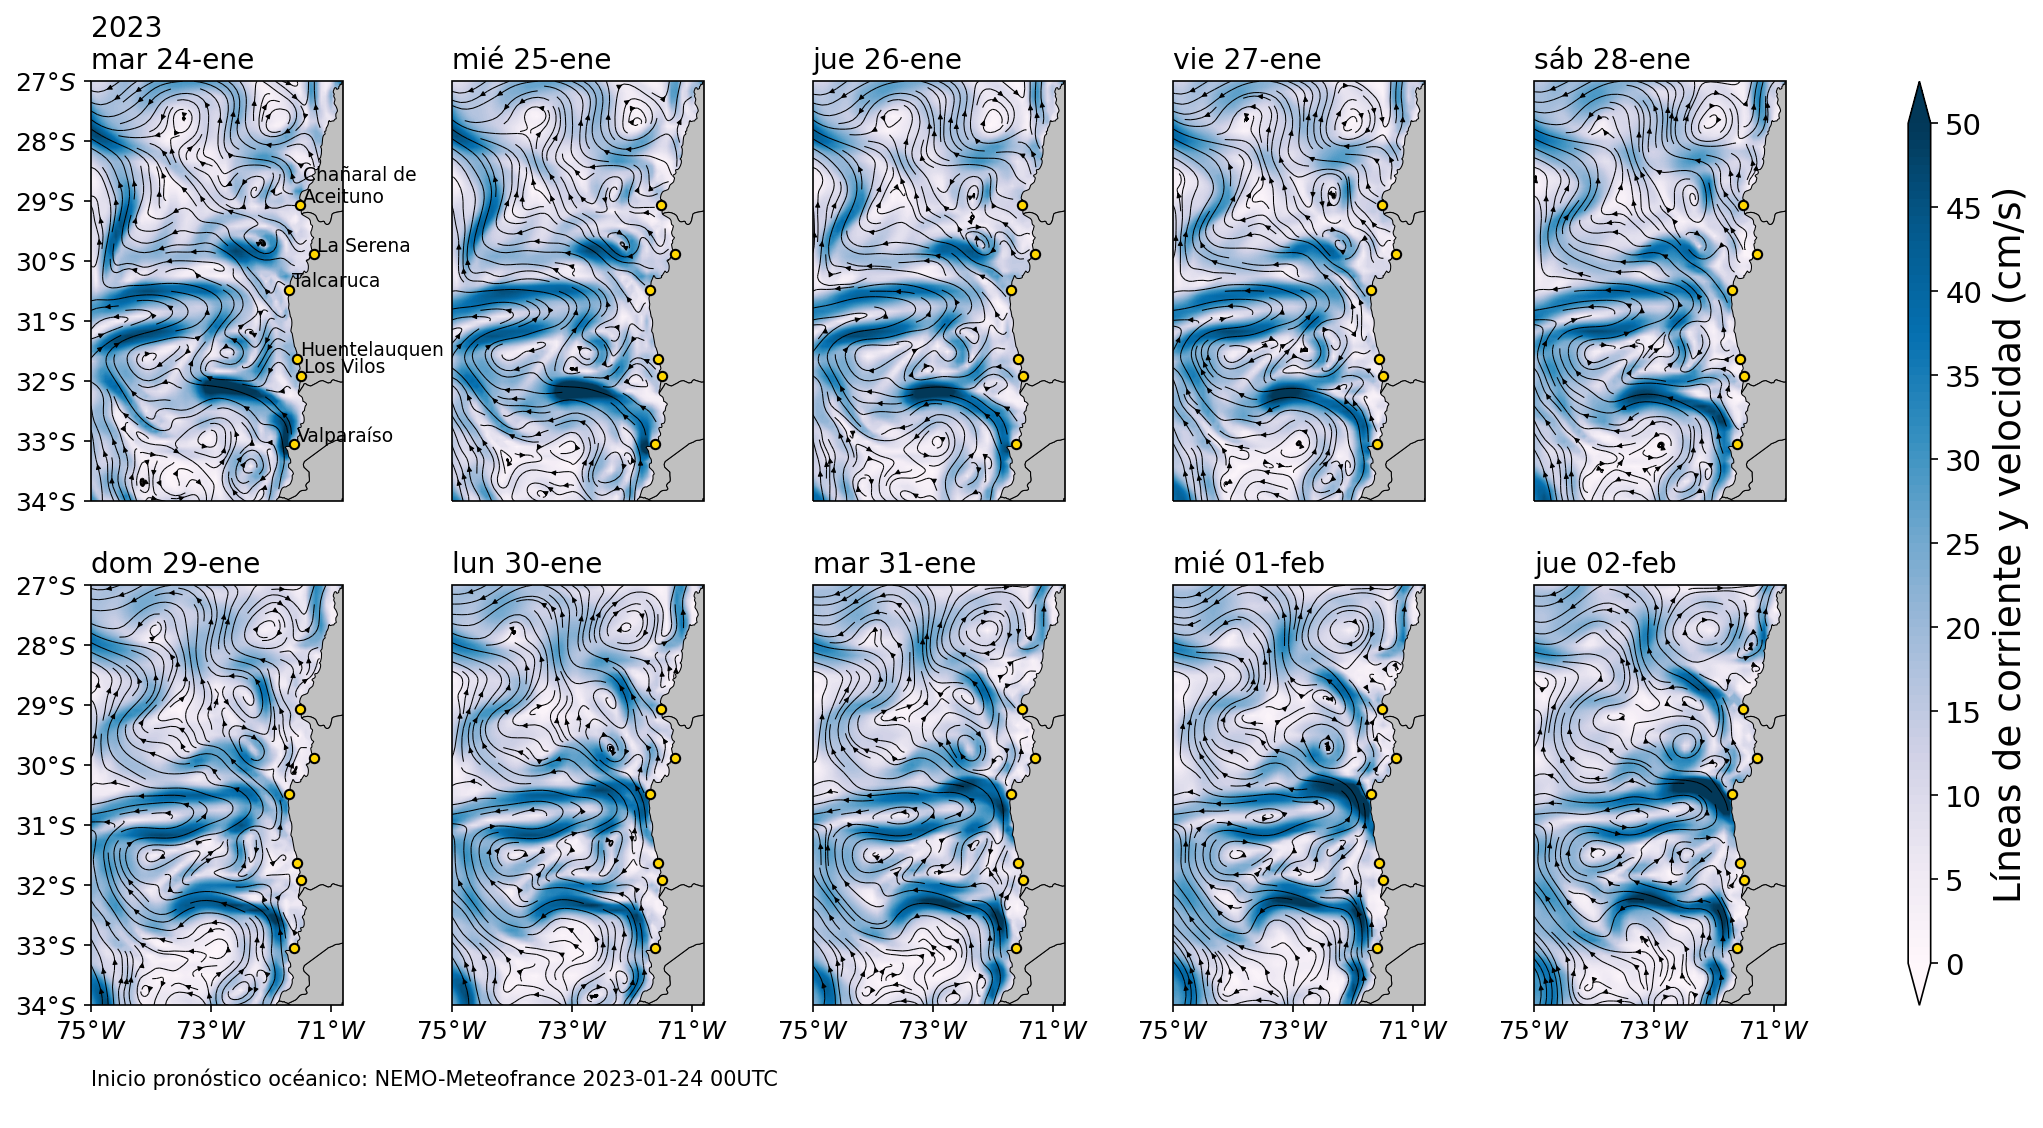 2023
mar 24-ene
mié 25-ene
jue 26-ene
vie 27-ene
sáb 28-ene
27°S
28°S
29°S
30°S
31°S
32°S
33°S
34°S
Chañaral de
Aceituno
La Serena
Talcaruca
Huentelauquen
Los Vilos
Valparaíso
dom 29-ene
lun 30-ene
mar 31-ene
mié 01-feb
jue 02-feb
27°S
28°S
29°S
30°S
31°S
32°S
33°S
34°S
75°W 73°W 71°W
75°W 73°W 71°W
75°W 73°W 71°W
75°W 73°W 71°W
75°W 73°W 71°W
50
45
40
35
30
25
20
15
10
5
0
Líneas de corriente y velocidad (cm/s)
Inicio pronóstico océanico: NEMO-Meteofrance 2023-01-24 00UTC